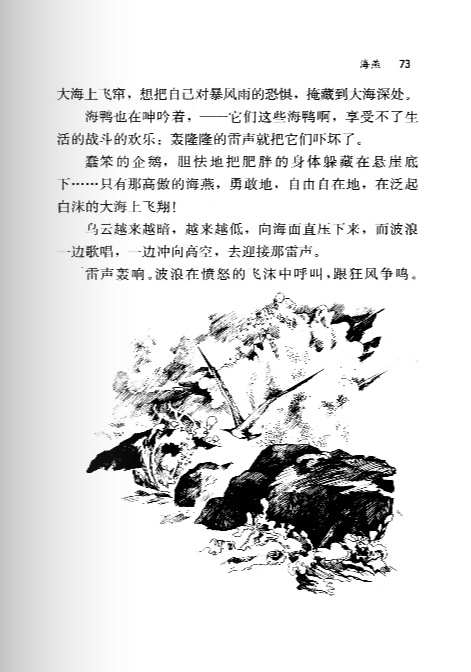 海燕 73
大海上飞窜，想把自己对暴风雨的恐惧，掩藏到大海深处。
海鸭也在呻吟着，——它们这些海鸭啊，享受不了生
活的战斗的欢乐：轰隆隆的雷声就把它们吓坏了。
蠢笨的企鹅，胆怯地把肥胖的身体躲藏在悬崖底
下……只有那高傲的海燕，勇敢地，自由自在地，在泛起
白沫的大海上飞翔！
乌云越来越暗，越来越低，向海面直压下来，而波浪
一边歌唱，一边冲向高空，去迎接那雷声。
雷声轰响。波浪在愤怒的飞沫中呼叫，跟狂风争鸣。